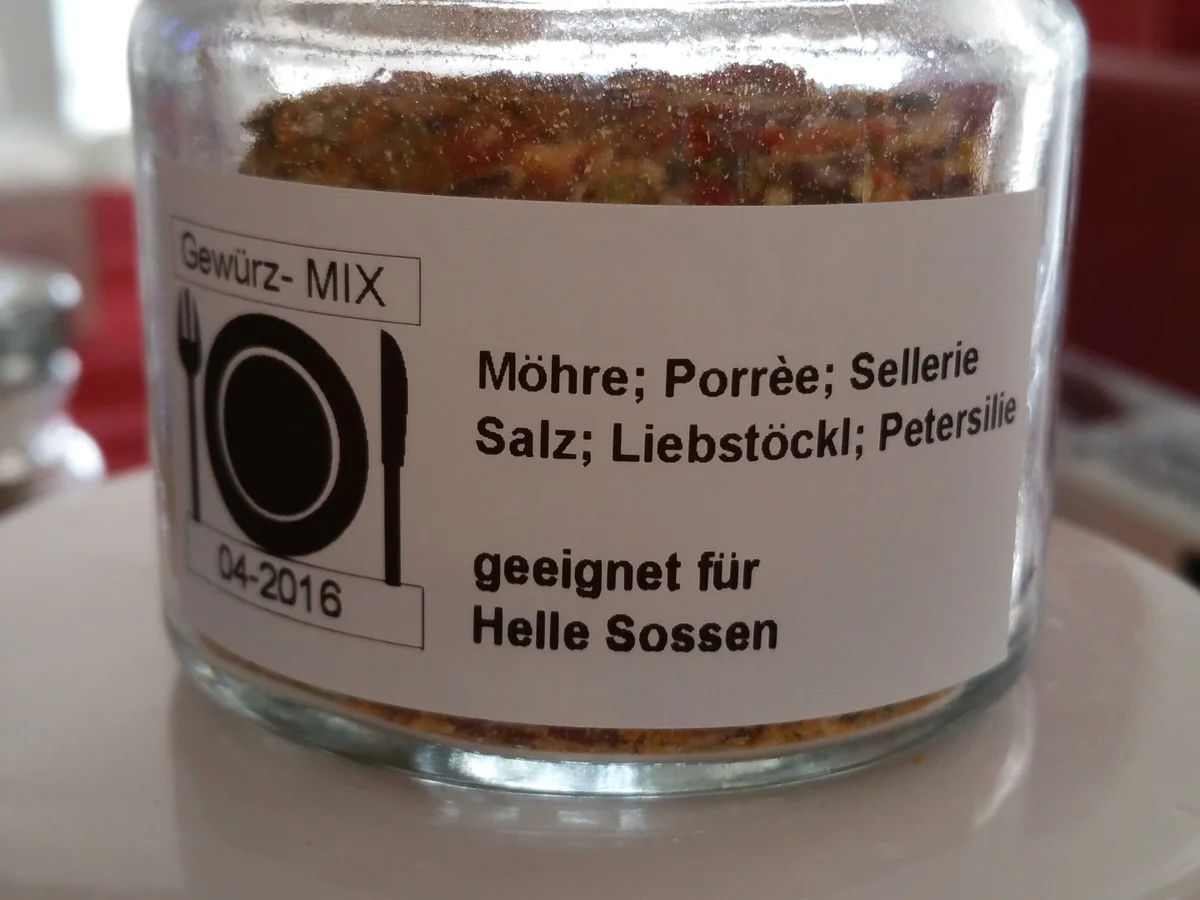 Gewürz- MIX
04-2016
Möhre; Porrèe; Sellerie
Salz; Liebstöckl; Petersilie
geeignet für
Helle Sossen